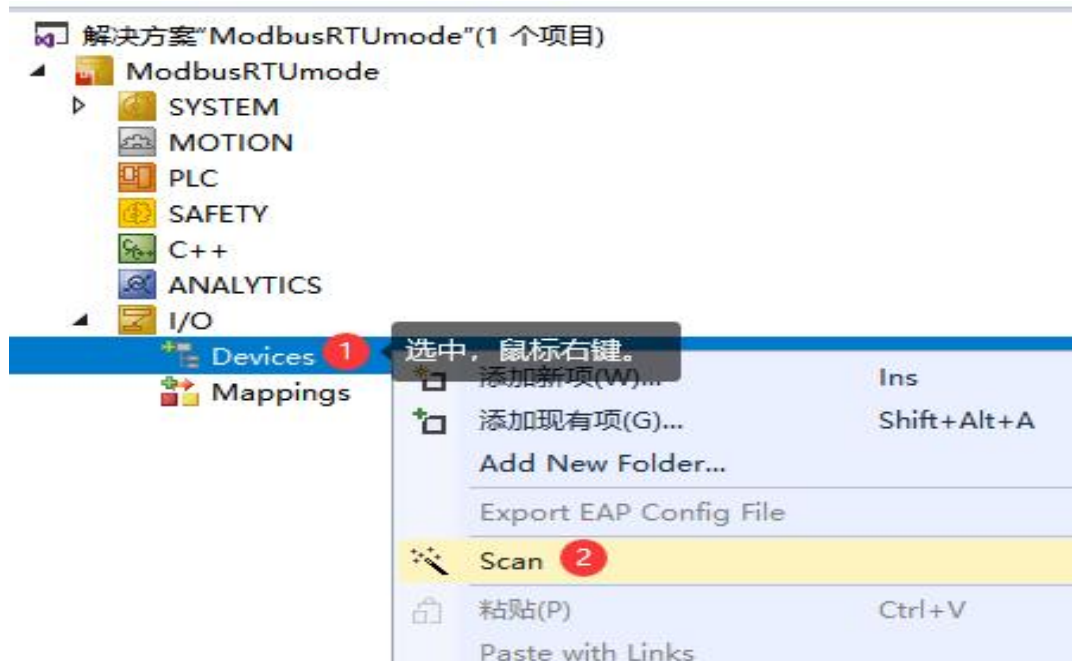 解决方案"ModbusRTUmode"(1 个项目)
ModbusRTUmode
SYSTEM
MOTION
PLC
SAFETY
C++
ANALYTICS
I/O
Devices 1 选中，鼠标右键。
添加新项(W)... Ins
Mappings
添加现有项(G)... Shift+Alt+A
Add New Folder...
Export EAP Config File
Scan 2
粘贴(P) Ctrl+V
Paste with Links